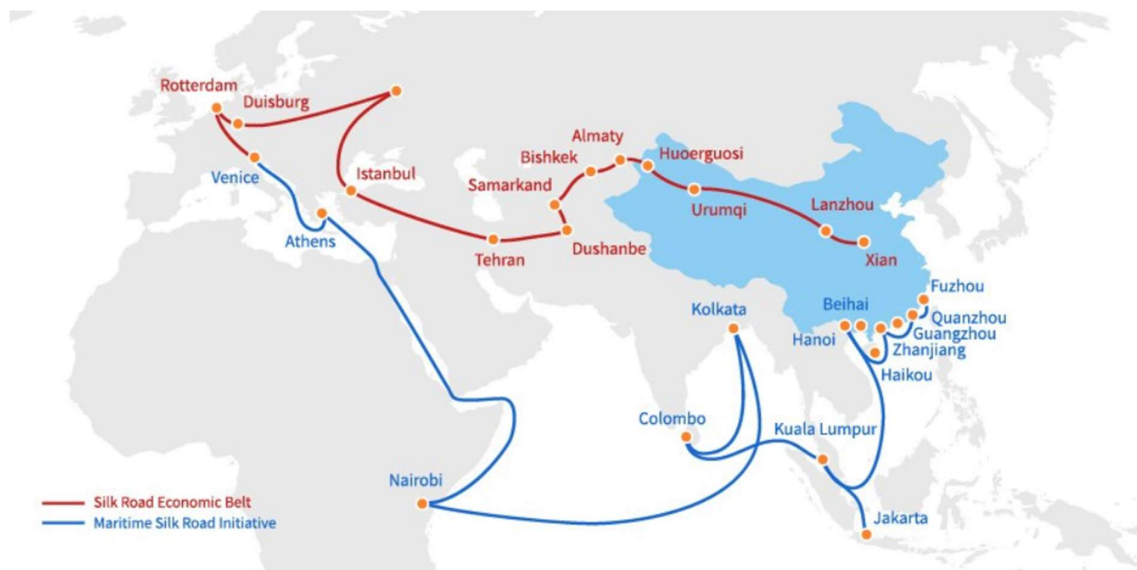 Rotterdam
Duisburg
Almaty
Huoerguosi
Bishkek
Venice
Istanbul
Samarkand
Urumqi
Lanzhou
Athens
Tehran
Dushanbe
Xian
Fuzhou
Kolkata
Beihai
Quanzhou
Hanoi
Guangzhou
Zhanjiang
Haikou
Colombo
Kuala Lumpur
Nairobi
Silk Road Economic Belt
Maritime Silk Road Initiative
Jakarta